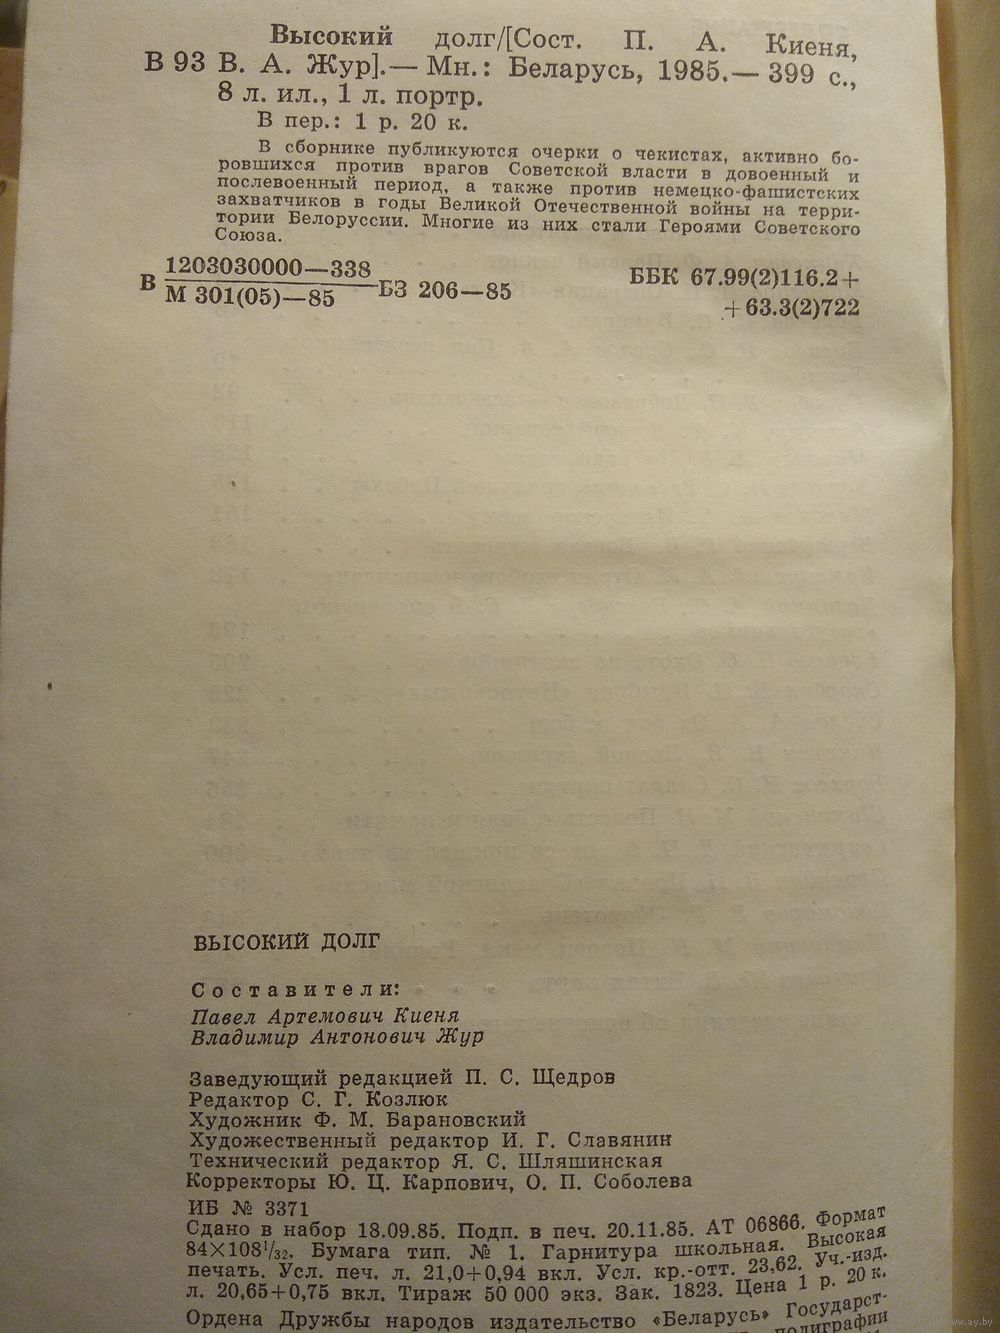 Высокий долг/[Сост. П. А. Киеня,
В 93 В. А. Жур].— Мн.: Беларусь, 1985.— 399 с.,
8 л. ил., 1 л. портр.
В пер.: 1 р. 20 к.
В сборнике публикуются очерки о чекистах, активно бо-
ровшихся против врагов Советской власти в довоенный и
послевоенный период, а также против немецко-фашистских
захватчиков в годы Великой Отечественной войны на терри-
тории Белоруссии. Многие из них стали Героями Советского
Союза.
В 1203030000—338
М 301(05)—85 БЗ 206—85
ББК 67.99(2)116.2+
+63.3(2)722
ВЫСОКИЙ ДОЛГ
Составители:
Павел Артемович Киеня
Владимир Антонович Жур
Заведующий редакцией П. С. Щедров
Редактор С. Г. Козлюк
Художник Ф. М. Барановский
Художественный редактор И. Г. Славянин
Технический редактор Я. С. Шляшинская
Корректоры Ю. Ц. Карпович, О. П. Соболева
ИБ № 3371
Сдано в набор 18.09.85. Подп. в печ. 20.11.85. АТ 06866. Формат
84×108¹/₃₂. Бумага тип. № 1. Гарнитура школьная. Высокая
печать. Усл. печ. л. 21,0+0,94 вкл. Усл. кр.-отт. 23,62. Уч.-изд.
л. 20,65+0,75 вкл. Тираж 50 000 экз. Зак. 1823. Цена 1 р. 20 к.
Ордена Дружбы народов издательство «Беларусь» Государст-
полиграфии
www.ay.by